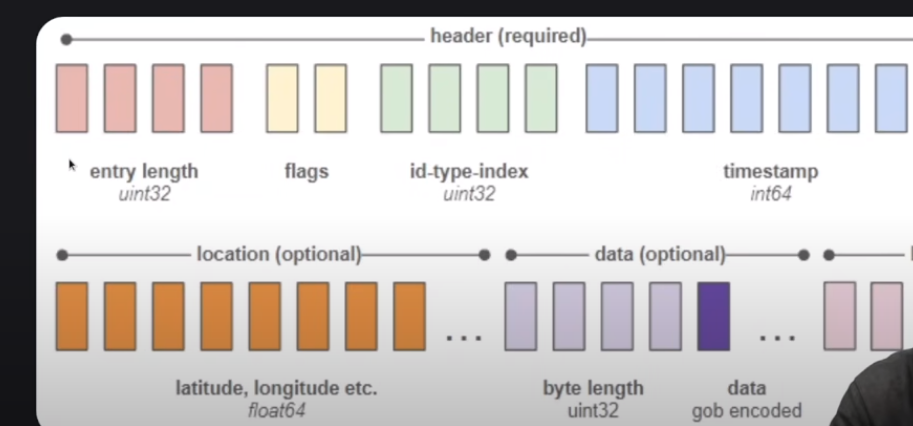 header (required)
entry length
uint32
flags
id-type-index
uint32
timestamp
int64
location (optional)
data (optional)
...
...
latitude, longitude etc.
float64
byte length
uint32
data
gob encoded